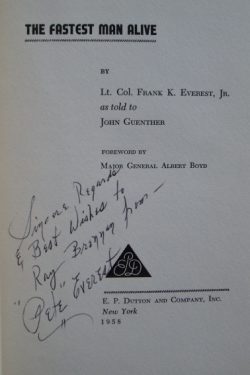 THE FASTEST MAN ALIVE
BY
Lt. Col. Frank K. Everest, Jr.
as told to
John Guenther
FOREWORD BY
Major General Albert Boyd
Sincere Regards
& Best Wishes to
Ray from—
"Pete" Everest
E. P. Dutton and Company, Inc.
New York
1958